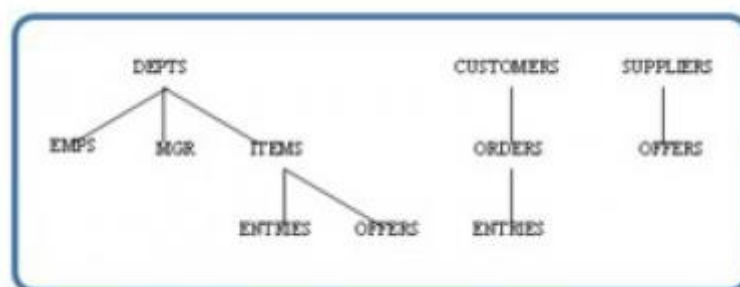 DEPTS CUSTOMERS SUPPLIERS
EMPS MGR ITEMS ORDERS OFFERS
ENTRIES OFFERS ENTRIES